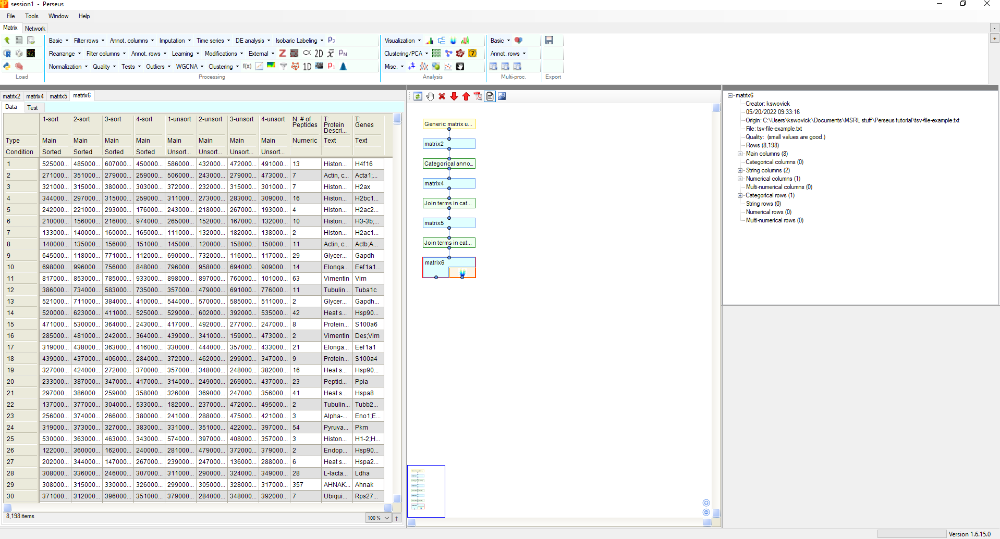 session1 - Perseus
File Tools Window Help
Matrix Network
Basic Filter rows Annot. columns Imputation Time series DE analysis Isobaric Labeling p2
Rearrange Filter columns Annot. rows Learning Modifications External Z 2D x pN
Normalization Quality Tests Outliers WGCNA Clustering f(x) 1D p1
Visualization
Clustering/PCA 7
Misc.
Basic
Annot. rows
Load Processing Analysis Multi-proc. Export
matrix2 matrix4 matrix5 matrix6
Data Test
1-sort 2-sort 3-sort 4-sort 1-unsort 2-unsort 3-unsort 4-unsort N: # of Peptides T: Protein Descri... T: Genes
Type Main Main Main Main Main Main Main Main Numeric Text Text
Condition Sorted Sorted Sorted Sorted Unsort... Unsort... Unsort... Unsort...
1 525000... 485000... 607000... 450000... 586000... 432000... 472000... 491000... 13 Histon... H4f16
2 271000... 351000... 279000... 259000... 506000... 243000... 279000... 473000... 7 Actin, c... Acta1;...
3 321000... 315000... 380000... 303000... 372000... 232000... 315000... 301000... 7 Histon... H2ax
4 344000... 297000... 315000... 259000... 311000... 273000... 283000... 309000... 16 Histon... H2bc1...
5 242000... 221000... 293000... 176000... 243000... 218000... 267000... 193000... 4 Histon... H2ac2...
6 210000... 156000... 216000... 974000... 265000... 152000... 167000... 132000... 10 Histon... H3-3b;...
7 133000... 140000... 160000... 165000... 111000... 132000... 182000... 138000... 2 Histon... H2ac1...
8 140000... 135000... 156000... 151000... 145000... 120000... 158000... 150000... 11 Actin, c... Actb;A...
9 645000... 118000... 771000... 112000... 690000... 732000... 116000... 117000... 29 Glycer... Gapdh
10 698000... 996000... 756000... 848000... 796000... 958000... 694000... 909000... 14 Elonga... Eef1a1...
11 817000... 853000... 785000... 933000... 898000... 897000... 760000... 101000... 63 Vimentin Vim
12 386000... 734000... 583000... 735000... 357000... 479000... 691000... 776000... 11 Tubulin... Tuba1c
13 521000... 711000... 384000... 410000... 544000... 570000... 585000... 511000... 2 Glycer... Gapdh...
14 520000... 623000... 411000... 525000... 529000... 602000... 392000... 535000... 42 Heat s... Hsp90...
15 471000... 530000... 364000... 243000... 417000... 492000... 277000... 247000... 8 Protein... S100a6
16 285000... 481000... 242000... 364000... 439000... 341000... 159000... 473000... 2 Vimentin Des;Vim
17 319000... 438000... 363000... 416000... 330000... 444000... 357000... 433000... 21 Elonga... Eef1a1
18 439000... 437000... 406000... 284000... 372000... 462000... 299000... 347000... 9 Protein... S100a4
19 327000... 424000... 272000... 370000... 357000... 348000... 248000... 382000... 16 Heat s... Hsp90...
20 233000... 387000... 347000... 417000... 314000... 249000... 269000... 437000... 23 Peptid... Ppia
21 297000... 386000... 259000... 358000... 326000... 369000... 247000... 356000... 41 Heat s... Hspa8
22 137000... 377000... 304000... 533000... 182000... 237000... 472000... 495000... 2 Tubulin... Tubb2...
23 256000... 374000... 266000... 380000... 241000... 288000... 475000... 421000... 3 Alpha-... Eno1;E...
24 319000... 373000... 327000... 383000... 331000... 351000... 422000... 397000... 54 Pyruva... Pkm
25 530000... 363000... 463000... 343000... 574000... 397000... 408000... 357000... 3 Histon... H1-2;H...
26 122000... 360000... 162000... 240000... 281000... 479000... 372000... 379000... 2 Endop... Hsp90...
27 202000... 344000... 147000... 267000... 239000... 247000... 136000... 288000... 6 Heat s... Hspa2...
28 308000... 336000... 246000... 307000... 311000... 290000... 324000... 349000... 28 L-lacta... Ldha
29 308000... 315000... 330000... 326000... 299000... 305000... 328000... 317000... 357 AHNAK... Ahnak
30 371000... 312000... 396000... 351000... 379000... 284000... 348000... 392000... 7 Ubiqui... Rps27...
8,198 items 100 %
Generic matrix u...
matrix2
Categorical anno...
matrix4
Join terms in cat...
matrix5
Join terms in cat...
matrix6
matrix6
Creator: kswovick
05/20/2022 09:33:16
Origin: C:\Users\kswovick\Documents\MSRL stuff\Perseus tutorial\tsv-file-example.txt
File: tsv-file-example.txt
Quality: (small values are good.)
Rows (8,198)
Main columns (8)
Categorical columns (0)
String columns (2)
Numerical columns (1)
Multi-numerical columns (0)
Categorical rows (1)
String rows (0)
Numerical rows (0)
Multi-numerical rows (0)
Version 1.6.15.0